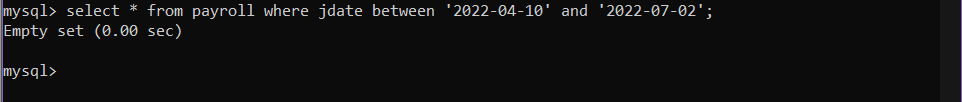 mysql> select * from payroll where jdate between '2022-04-10' and '2022-07-02';
Empty set (0.00 sec)
mysql>